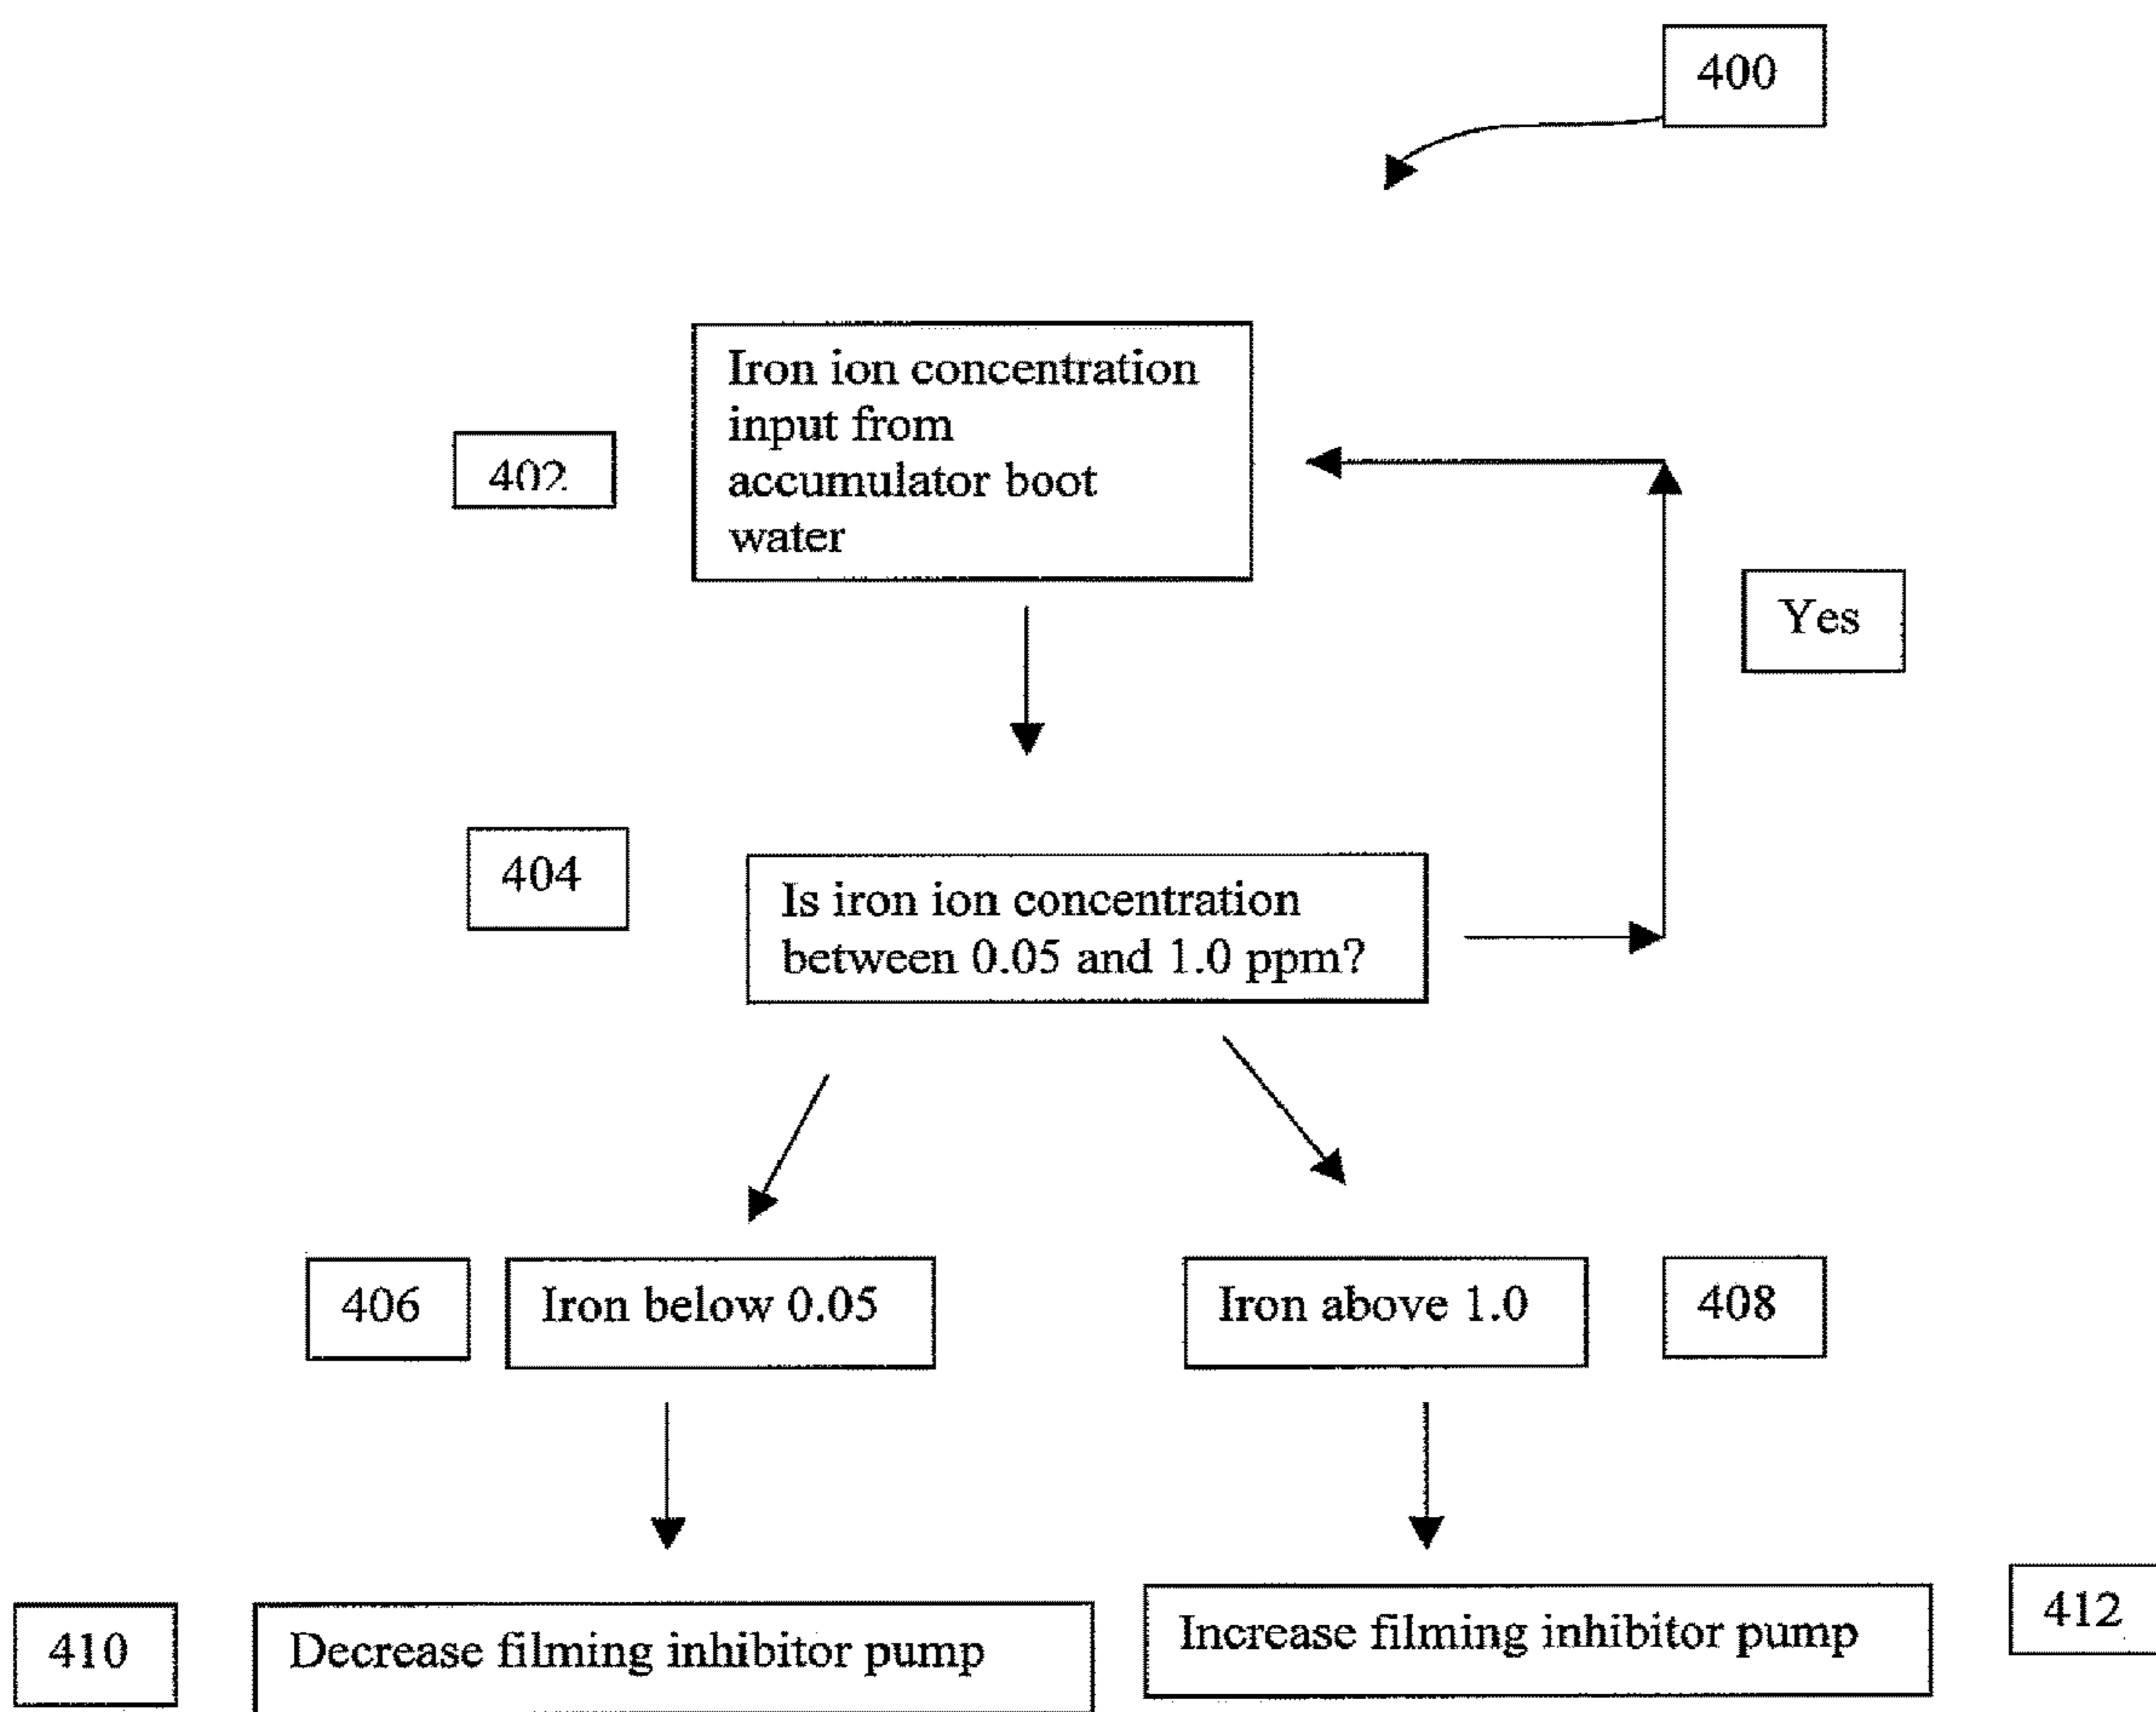 400
Iron ion concentration
input from
accumulator boot
water
402
Yes
404
Is iron ion concentration
between 0.05 and 1.0 ppm?
406
Iron below 0.05
Iron above 1.0
408
410
Decrease filming inhibitor pump
Increase filming inhibitor pump
412